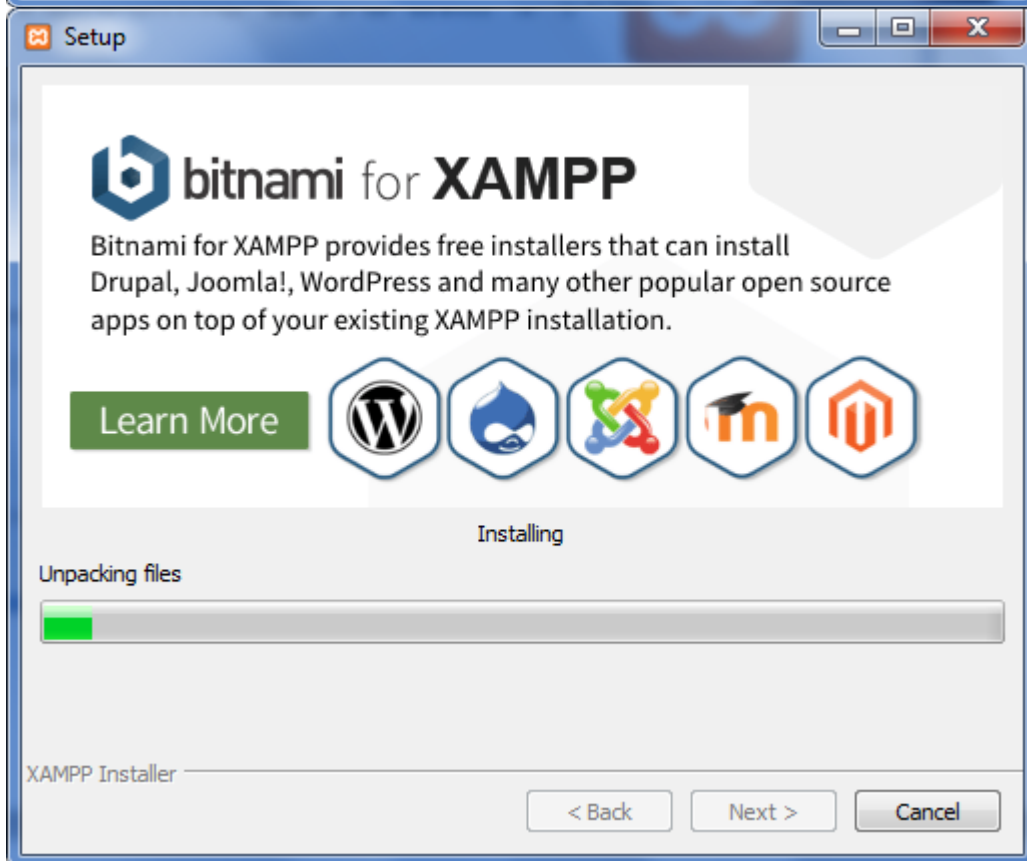 Setup
bitnami for XAMPP
Bitnami for XAMPP provides free installers that can install
Drupal, Joomla!, WordPress and many other popular open source
apps on top of your existing XAMPP installation.
Learn More
Installing
Unpacking files
XAMPP Installer
< Back Next > Cancel